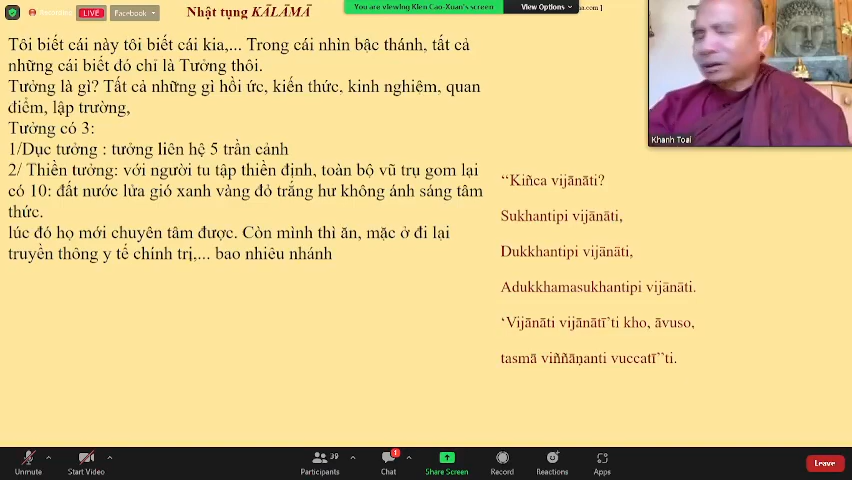 Recording
LIVE
Facebook
Nhật tụng KĀLĀMĀ
You are viewing Kien Cao-Xuan's screen
View Options
.com ]
Tôi biết cái này tôi biết cái kia,... Trong cái nhìn bậc thánh, tất cả
những cái biết đó chỉ là Tưởng thôi.
Tưởng là gì? Tất cả những gì hồi ức, kiến thức, kinh nghiệm, quan
điểm, lập trường,
Tưởng có 3:
1/Dục tưởng : tưởng liên hệ 5 trần cảnh
2/ Thiền tưởng: với người tu tập thiền định, toàn bộ vũ trụ gom lại
có 10: đất nước lửa gió xanh vàng đỏ trắng hư không ánh sáng tâm
thức.
lúc đó họ mới chuyên tâm được. Còn mình thì ăn, mặc ở đi lại
truyền thông y tế chính trị,... bao nhiêu nhánh
Khanh Toai
“Kiñca vijānāti?
Sukhantipi vijānāti,
Dukkhantipi vijānāti,
Adukkhamasukhantipi vijānāti.
‘Vijānāti vijānātī’ti kho, āvuso,
tasmā viññāṇanti vuccatī”ti.
Unmute
Start Video
39
Participants
1
Chat
Share Screen
Record
Reactions
Apps
Leave